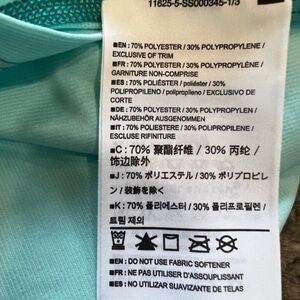 11625-5-SS000345-1/3
■EN: 70% POLYESTER / 30% POLYPROPYLENE /
EXCLUSIVE OF TRIM
■FR: 70% POLYESTER / 30% POLYPROPYLÈNE /
GARNITURE NON-COMPRISE
■ES: 70% POLIÉSTER / poliéster / 30%
POLIPROPILENO / polipropileno / EXCLUSIVO DE
CORTE
■DE: 70% POLYESTER / 30% POLYPROPYLEN /
NÄHZUBEHÖR AUSGENOMMEN
■IT: 70% POLIESTERE / 30% POLIPROPILENE /
ESCLUSE RIFINITURE
■C: 70% 聚酯纤维 / 30% 丙纶 /
饰边除外
■J: 70% ポリエステル / 30% ポリプロピレ
ン / 装飾を除く
■K: 70% 폴리에스터 / 30% 폴리프로필렌 /
트림 제외
■EN: DO NOT USE FABRIC SOFTENER
■FR: NE PAS UTILISER D'ASSOUPLISSANT
■ES: NO UTILIZAR SUAVIZANTE DE TELAS